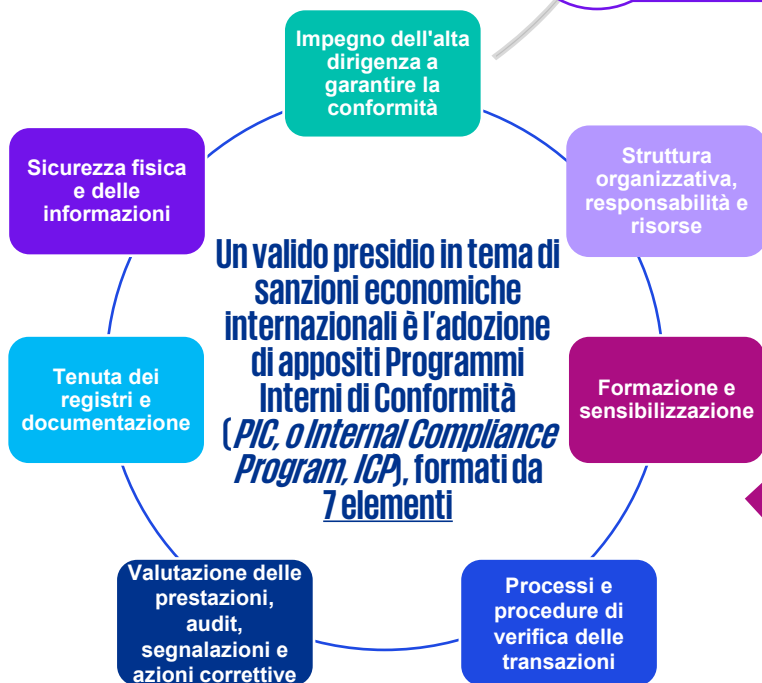 Impegno dell'alta
dirigenza a
garantire la
conformità
Struttura
organizzativa,
responsabilità e
risorse
Formazione e
sensibilizzazione
Processi e
procedure di
verifica delle
transazioni
Valutazione delle
prestazioni,
audit,
segnalazioni e
azioni correttive
Tenuta dei
registri e
documentazione
Sicurezza fisica
e delle
informazioni
Un valido presidio in tema di
sanzioni economiche
internazionali è l'adozione
di appositi Programmi
Interni di Conformità
(PIC, o Internal Compliance
Program, ICP), formati da
7 elementi